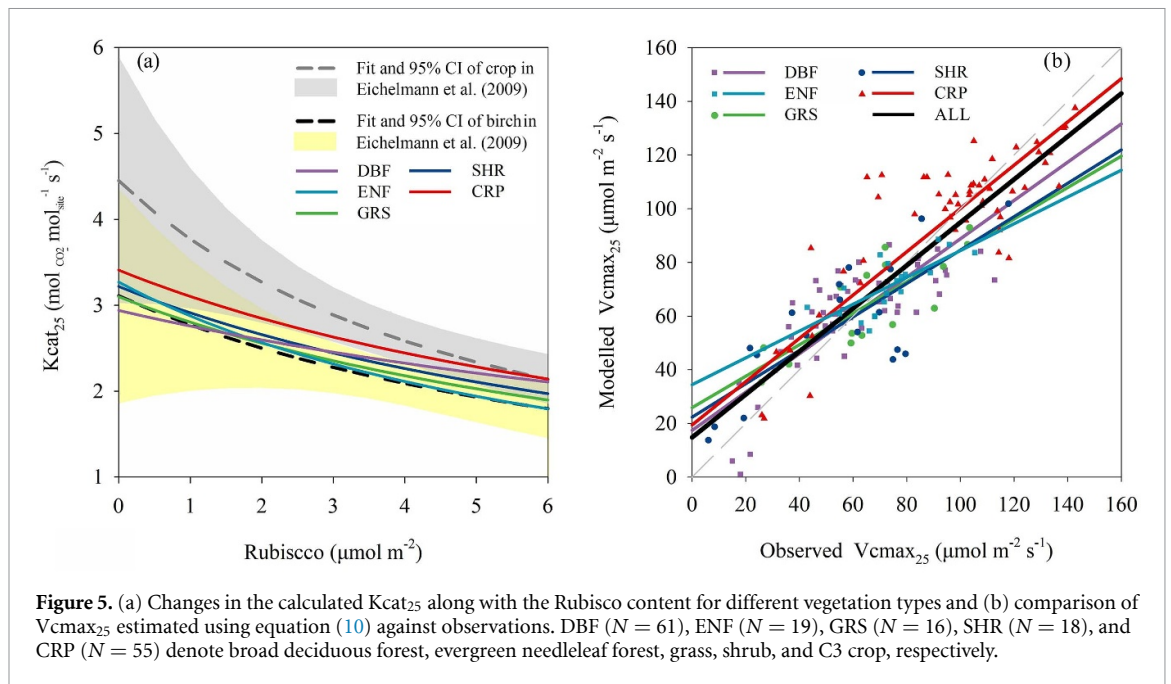 6
5
4
3
2
1
0 1 2 3 4 5 6
Kcat25 (mol CO2 mol site -1 s-1)
Rubiscco (μmol m-2)
(a)
Fit and 95% CI of crop in
Eichelmann et al. (2009)
Fit and 95% CI of birch in
Eichelmann et al. (2009)
DBF SHR
ENF CRP
GRS
160
140
120
100
80
60
40
20
0
0 20 40 60 80 100 120 140 160
Modelled Vcmax25 (μmol m-2 s-1)
Observed Vcmax25 (μmol m-2 s-1)
(b)
DBF SHR
ENF CRP
GRS ALL
Figure 5. (a) Changes in the calculated Kcat25 along with the Rubisco content for different vegetation types and (b) comparison of
Vcmax25 estimated using equation (10) against observations. DBF (N = 61), ENF (N = 19), GRS (N = 16), SHR (N = 18), and
CRP (N = 55) denote broad deciduous forest, evergreen needleleaf forest, grass, shrub, and C3 crop, respectively.